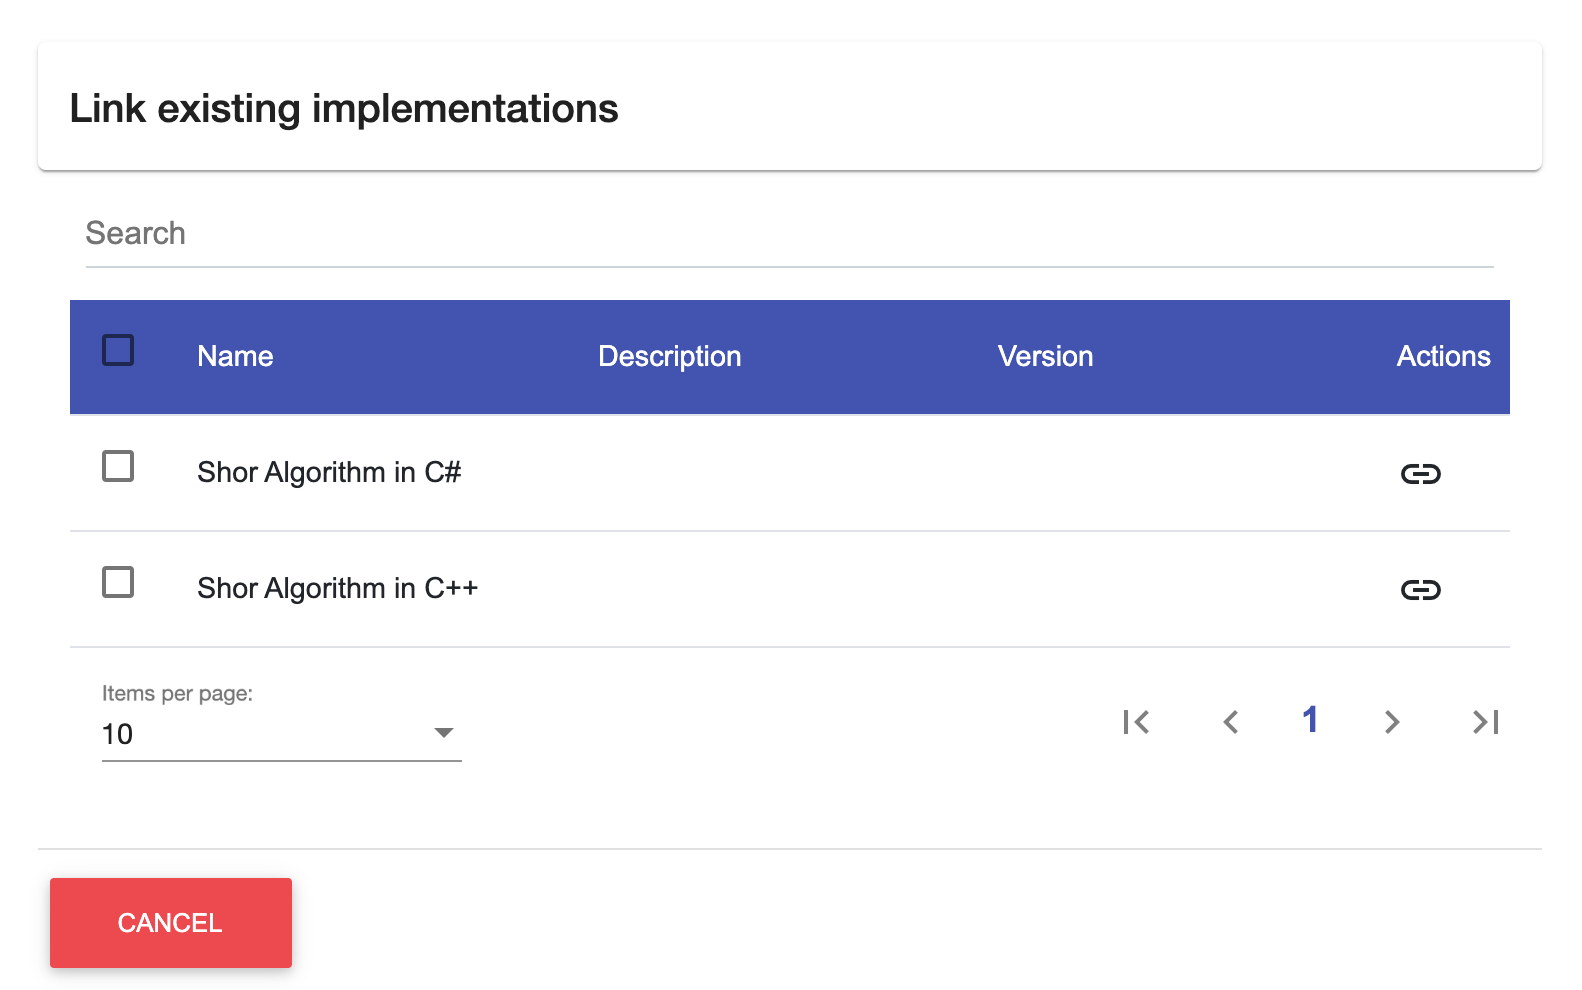 Link existing implementations
Search
Name Description Version Actions
Shor Algorithm in C#
Shor Algorithm in C++
Items per page:
10
1
CANCEL